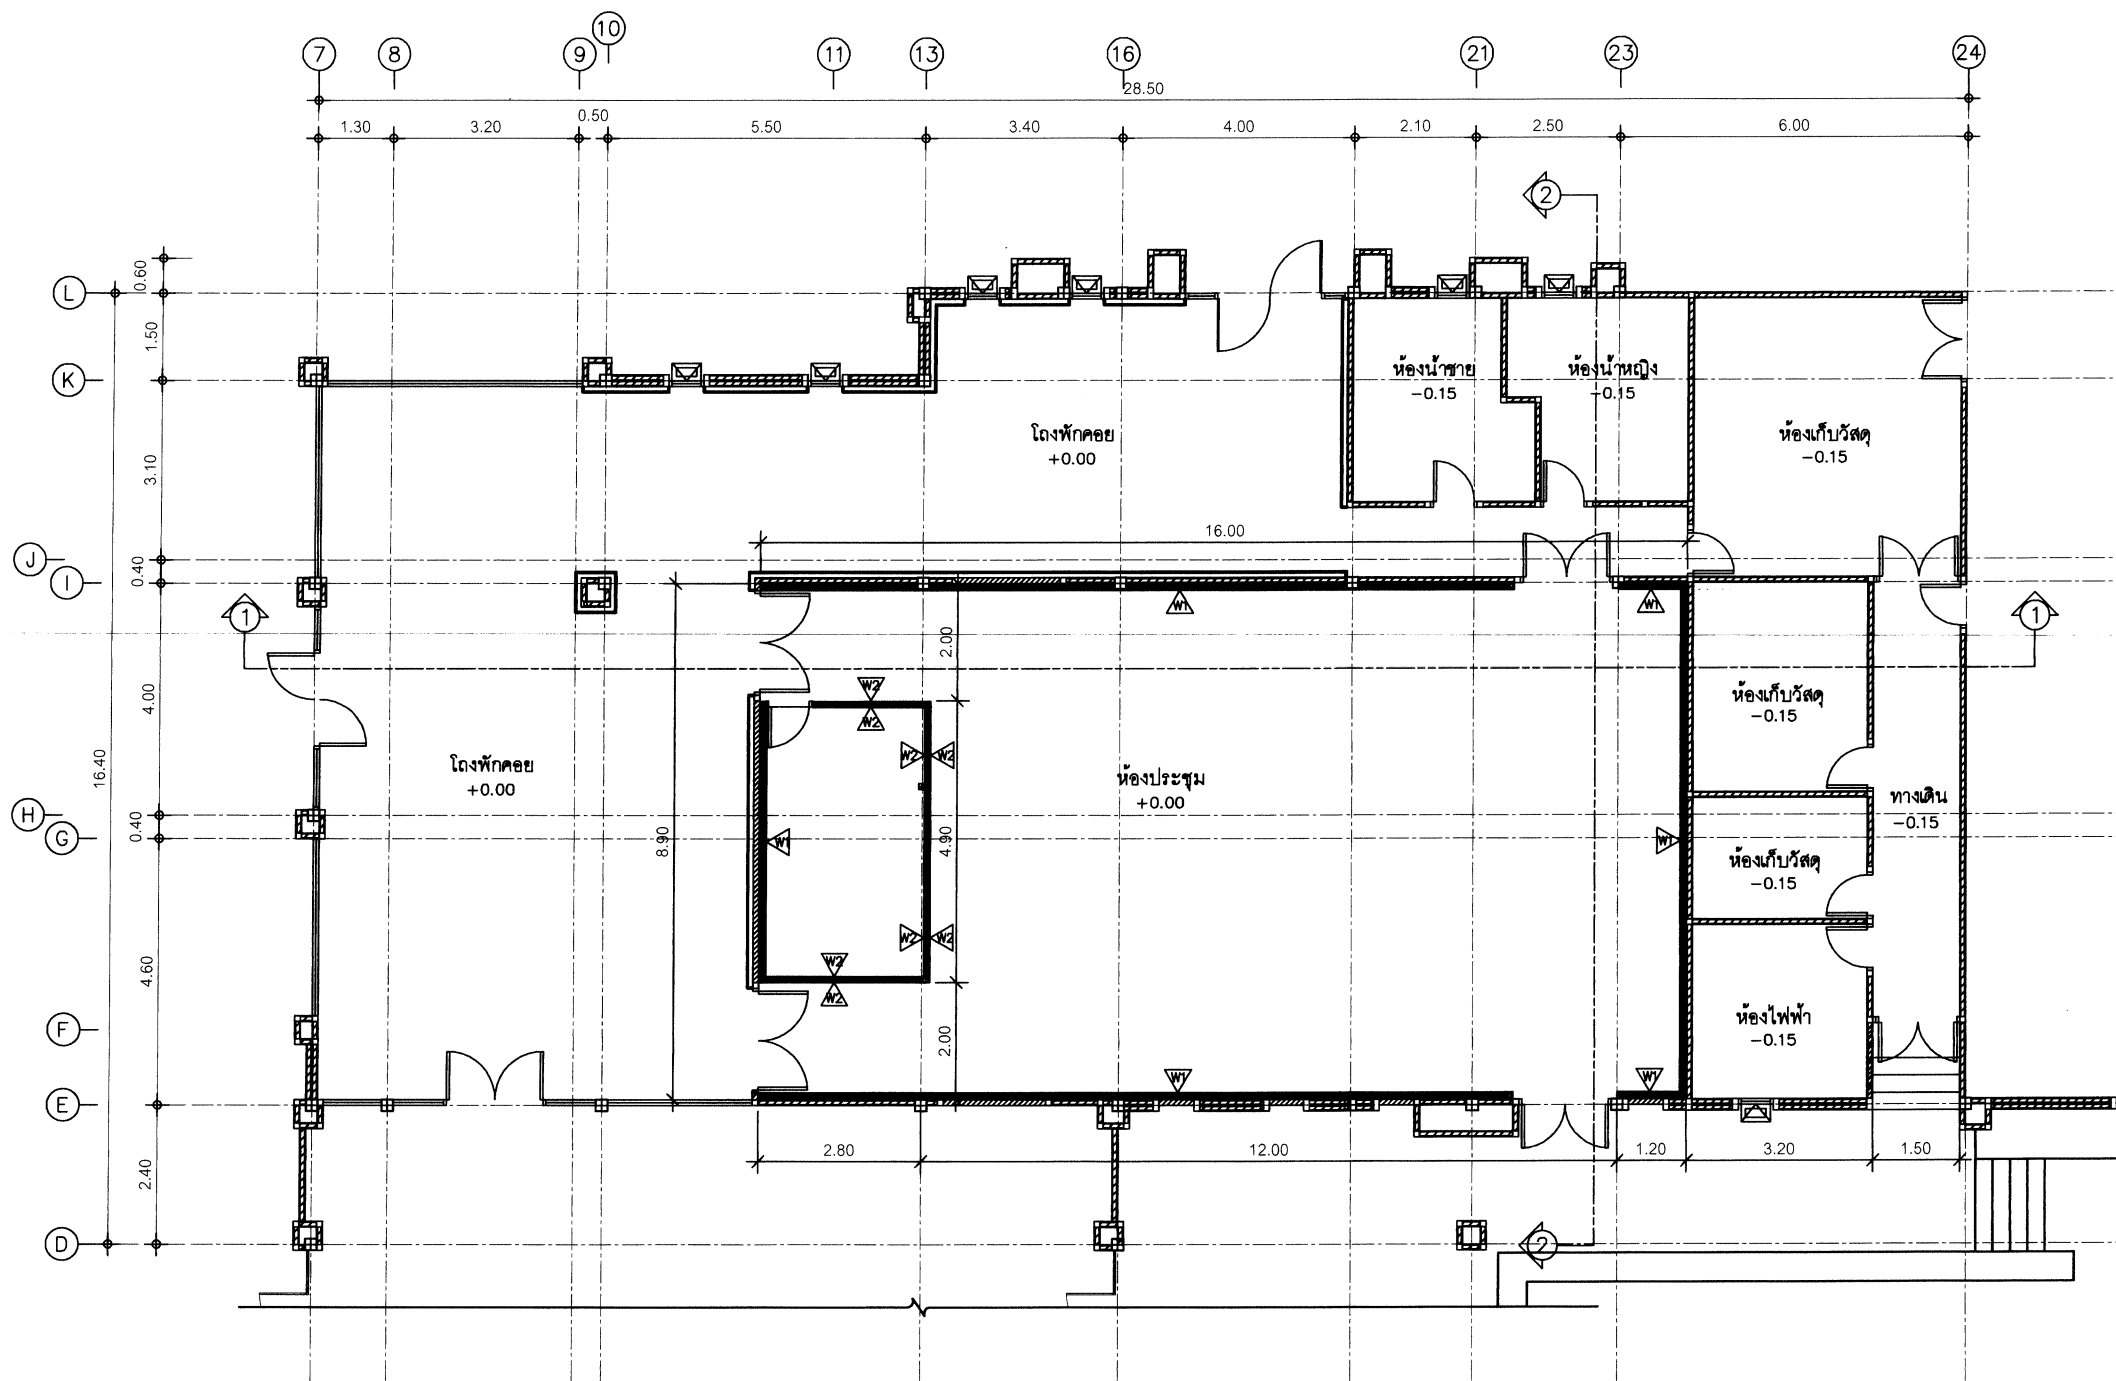 10
7
8
9
11
13
16
21
23
24
28.50
1.30
3.20
0.50
5.50
3.40
4.00
2.10
2.50
6.00
2
L
0.60
1.50
K
ห้องน้ำชาย
-0.15
ห้องน้ำหญิง
-0.15
โถงพักคอย
+0.00
ห้องเก็บวัสดุ
-0.15
3.10
16.00
J
0.40
I
W1
W1
1
1
2.00
W2
W2
ห้องเก็บวัสดุ
-0.15
4.00
16.40
W2
W2
โถงพักคอย
+0.00
ห้องประชุม
+0.00
ทางเดิน
-0.15
H
0.40
G
8.90
W1
4.90
W1
ห้องเก็บวัสดุ
-0.15
W2
W2
4.60
W2
W2
ห้องไฟฟ้า
-0.15
F
2.00
W1
W1
E
2.80
12.00
1.20
3.20
1.50
2.40
D
2